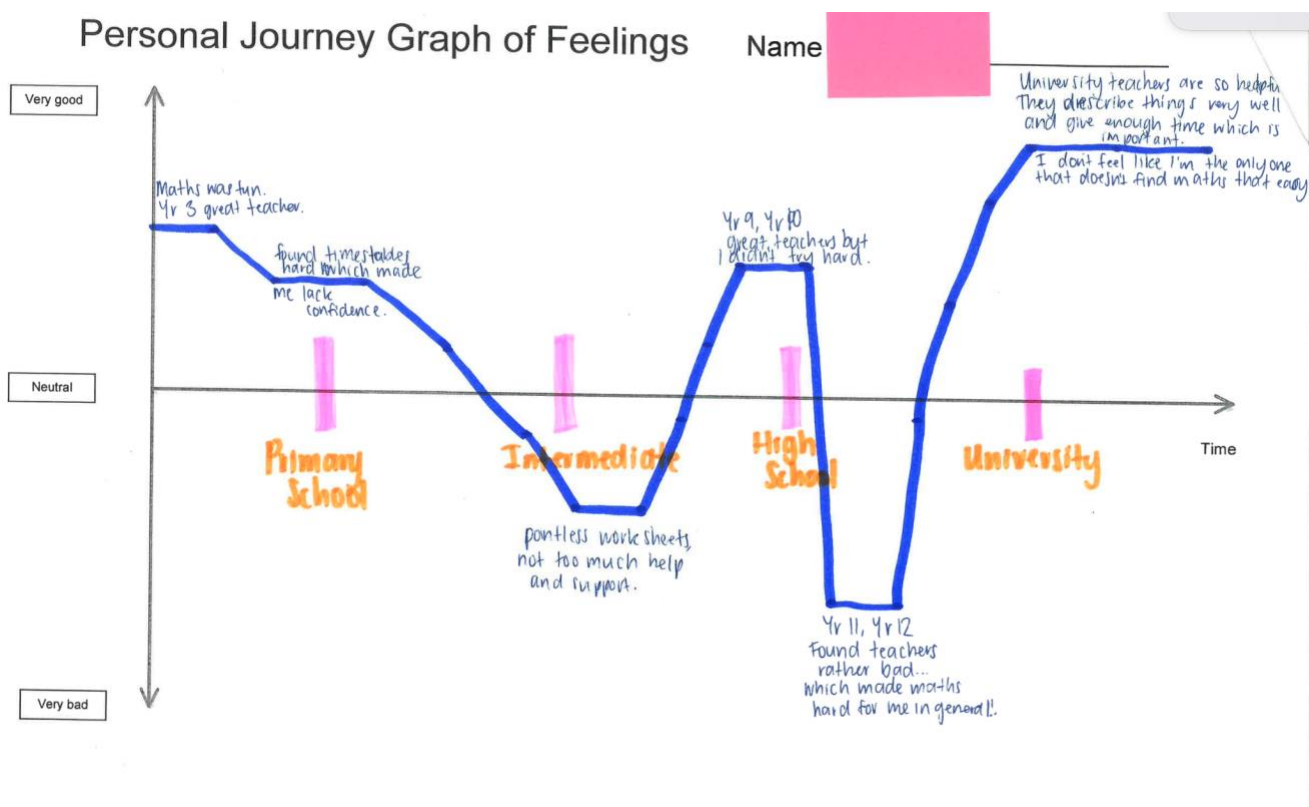 Personal Journey Graph of Feelings
Name
Very good
University teachers are so helpfu
They describe things very well
and give enough time which is
important.
I don't feel like I'm the only one
that doesn't find maths that easy
Maths was fun.
Yr 3 great teacher.
found timestables
hard which made
me lack
confidence.
Yr 9, Yr 10
great teachers but
I didn't try hard.
Neutral
Time
Primary
School
Intermediate
High
School
University
pointless work sheets,
not too much help
and support.
Yr 11, Yr 12
Found teachers
rather bad...
which made maths
hard for me in general!
Very bad